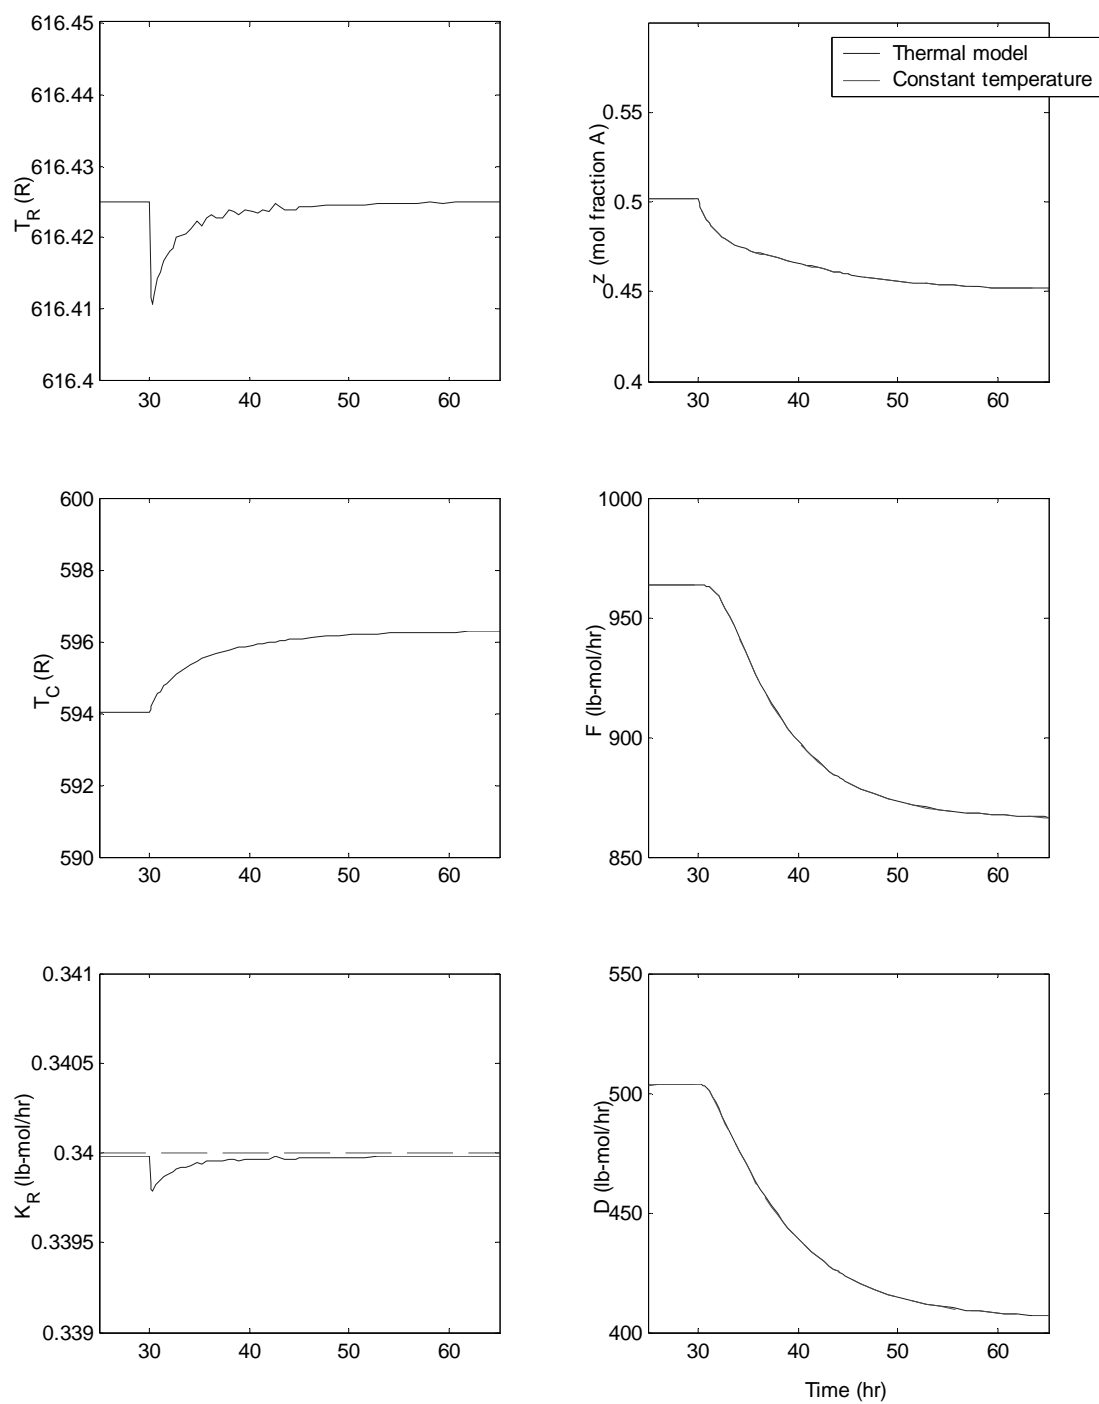 616.45
616.44
616.43
616.42
616.41
616.4
T_R (R)
30 40 50 60
Thermal model
Constant temperature
0.55
0.5
0.45
0.4
z (mol fraction A)
30 40 50 60
600
598
596
594
592
590
T_C (R)
30 40 50 60
1000
950
900
850
F (lb-mol/hr)
30 40 50 60
0.341
0.3405
0.34
0.3395
0.339
K_R (lb-mol/hr)
30 40 50 60
550
500
450
400
D (lb-mol/hr)
30 40 50 60
Time (hr)